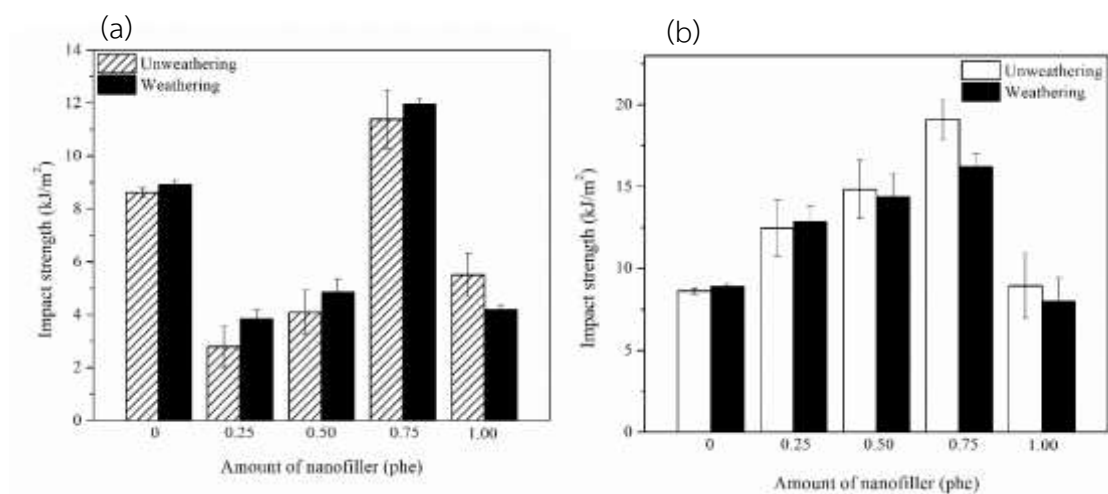 (a)
14
12
10
8
6
4
2
0
Unweathering
Weathering
Impact strength (kJ/m²)
0 0.25 0.50 0.75 1.00
Amount of nanofiller (phe)
(b)
20
15
10
5
0
Unweathering
Weathering
Impact strength (kJ/m²)
0 0.25 0.50 0.75 1.00
Amount of nanofiller (phe)